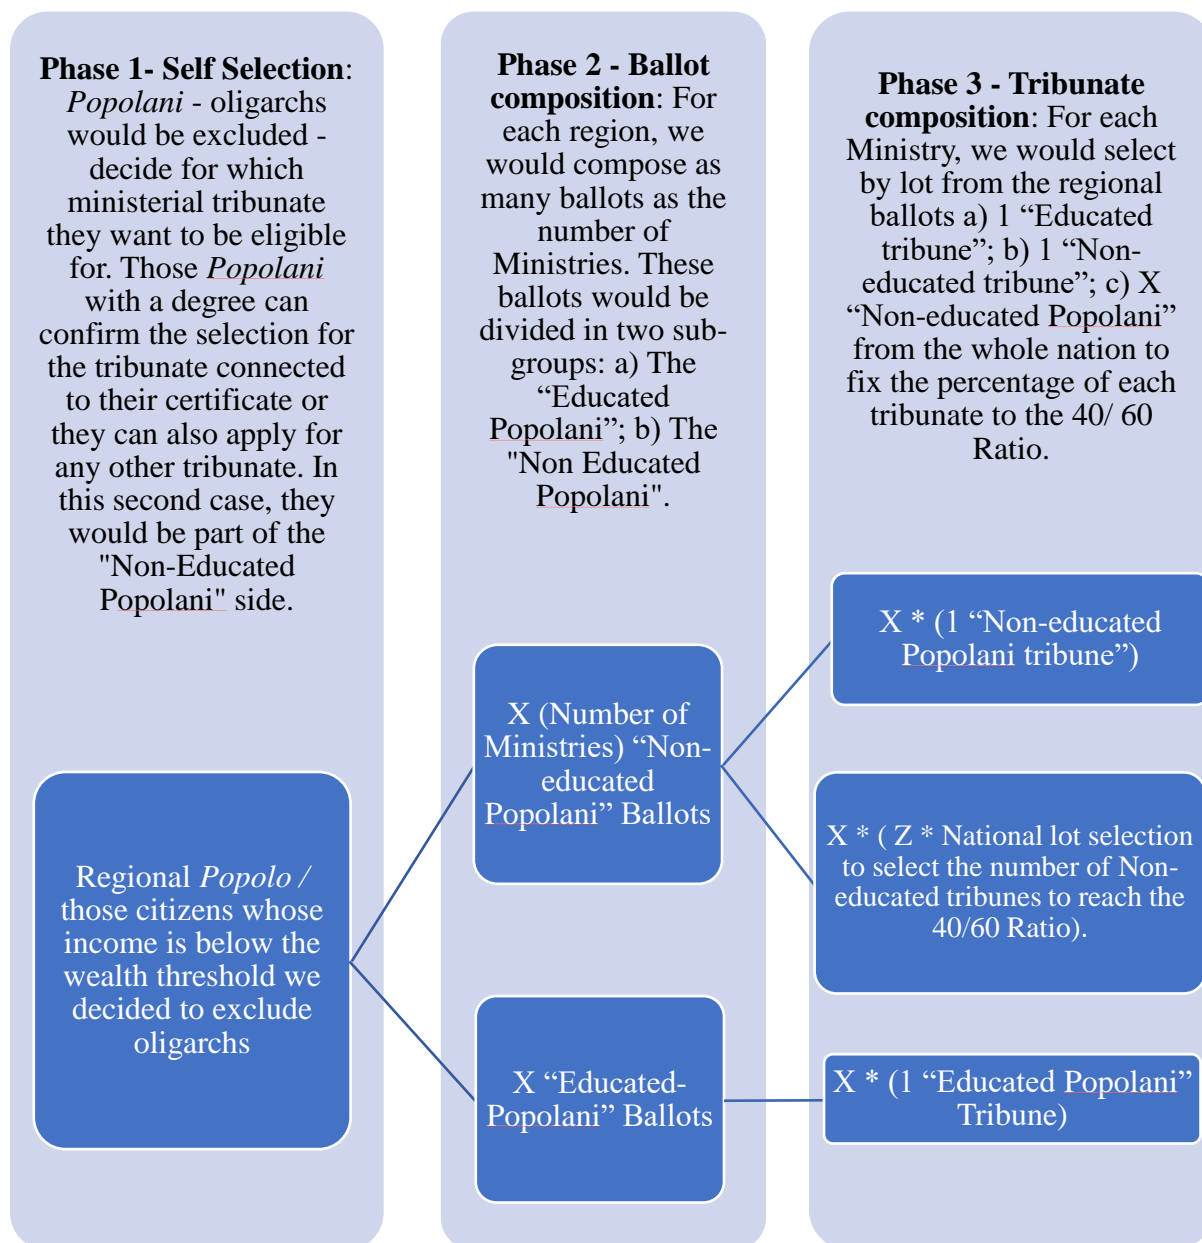 Phase 1- Self Selection:
Popolani - oligarchs
would be excluded -
decide for which
ministerial tribunate
they want to be eligible
for. Those Popolani
with a degree can
confirm the selection for
the tribunate connected
to their certificate or
they can also apply for
any other tribunate. In
this second case, they
would be part of the
"Non-Educated
Popolani" side.
Regional Popolo /
those citizens whose
income is below the
wealth threshold we
decided to exclude
oligarchs
Phase 2 - Ballot
composition: For
each region, we
would compose as
many ballots as the
number of
Ministries. These
ballots would be
divided in two sub-
groups: a) The
“Educated
Popolani”; b) The
"Non Educated
Popolani".
X (Number of
Ministries) “Non-
educated
Popolani” Ballots
X “Educated-
Popolani” Ballots
Phase 3 - Tribunate
composition: For each
Ministry, we would select
by lot from the regional
ballots a) 1 “Educated
tribune”; b) 1 “Non-
educated tribune”; c) X
“Non-educated Popolani”
from the whole nation to
fix the percentage of each
tribunate to the 40/ 60
Ratio.
X * (1 “Non-educated
Popolani tribune”)
X * ( Z * National lot selection
to select the number of Non-
educated tribunes to reach the
40/60 Ratio).
X * (1 “Educated Popolani”
Tribune)